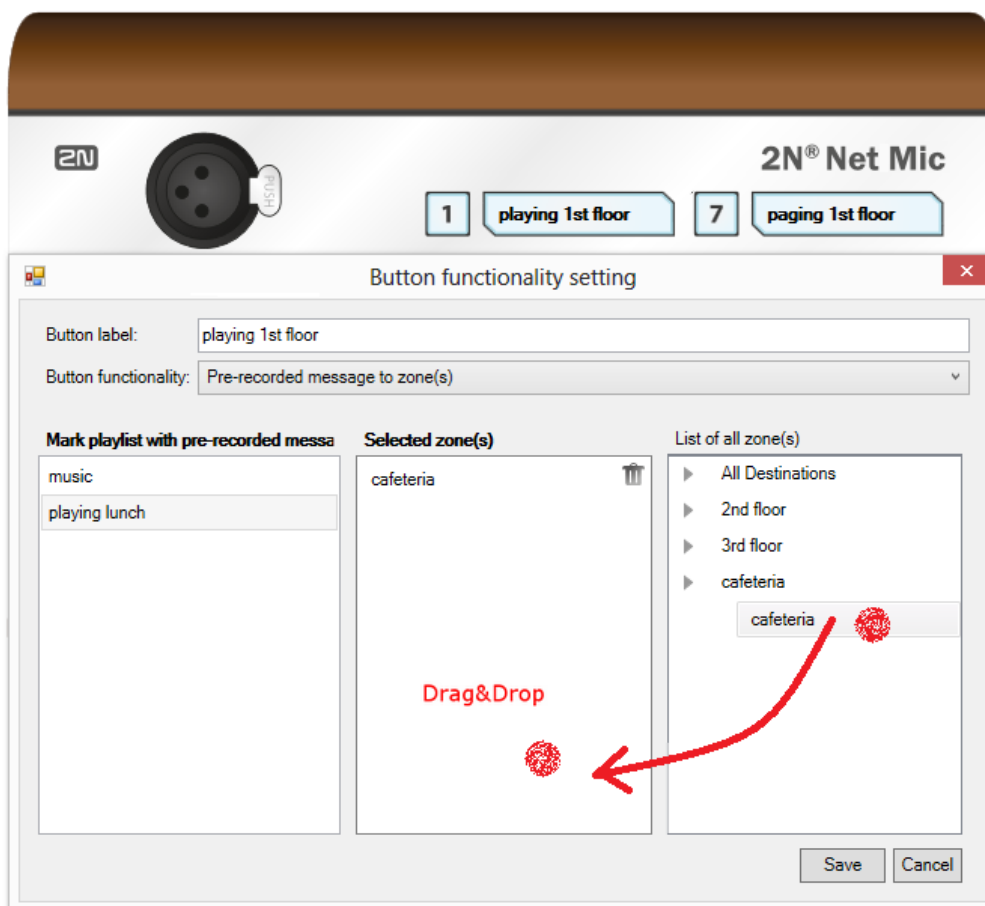 2N
PUSH
2N® Net Mic
1 playing 1st floor 7 paging 1st floor
Button functionality setting
Button label: playing 1st floor
Button functionality: Pre-recorded message to zone(s)
Mark playlist with pre-recorded messa Selected zone(s) List of all zone(s)
music cafeteria All Destinations
playing lunch 2nd floor
3rd floor
cafeteria
cafeteria
Drag&Drop
Save Cancel